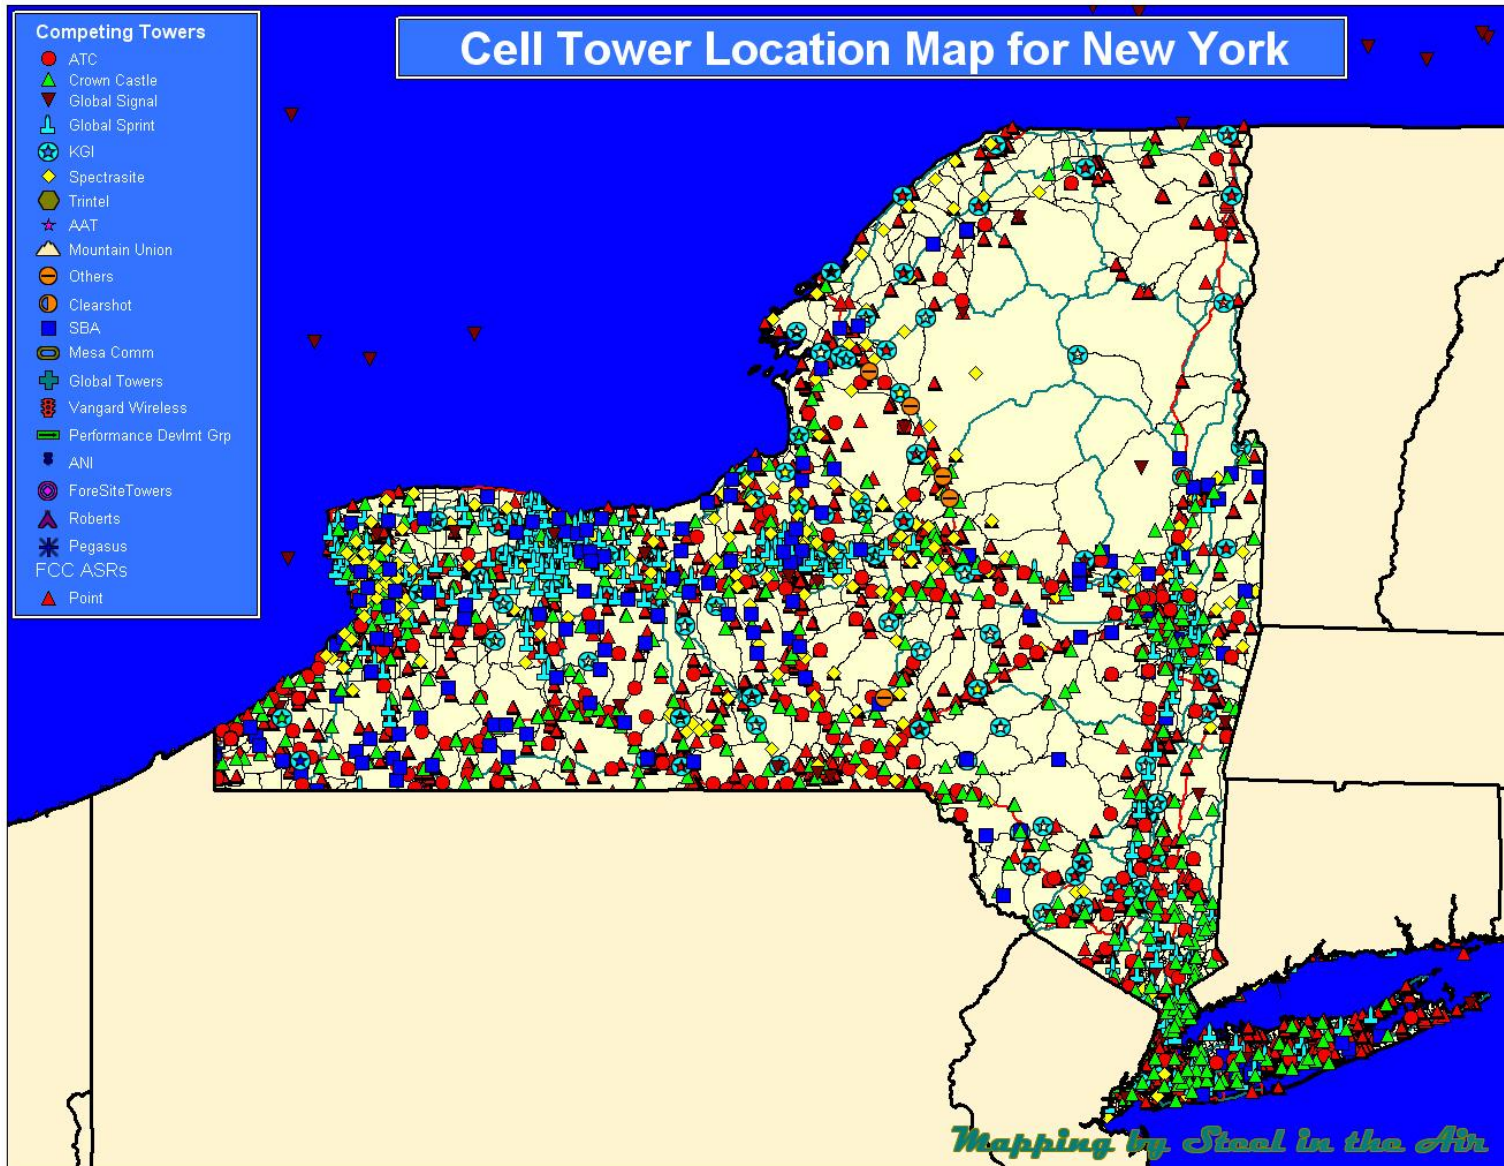 Cell Tower Location Map for New York
Competing Towers
ATC
Crown Castle
Global Signal
Global Sprint
KGI
Spectrasite
Trintel
AAT
Mountain Union
Others
Clearshot
SBA
Mesa Comm
Global Towers
Vangard Wireless
Performance Devlmt Grp
ANI
ForeSiteTowers
Roberts
Pegasus
FCC ASRs
Point
Mapping by Steel in the Air